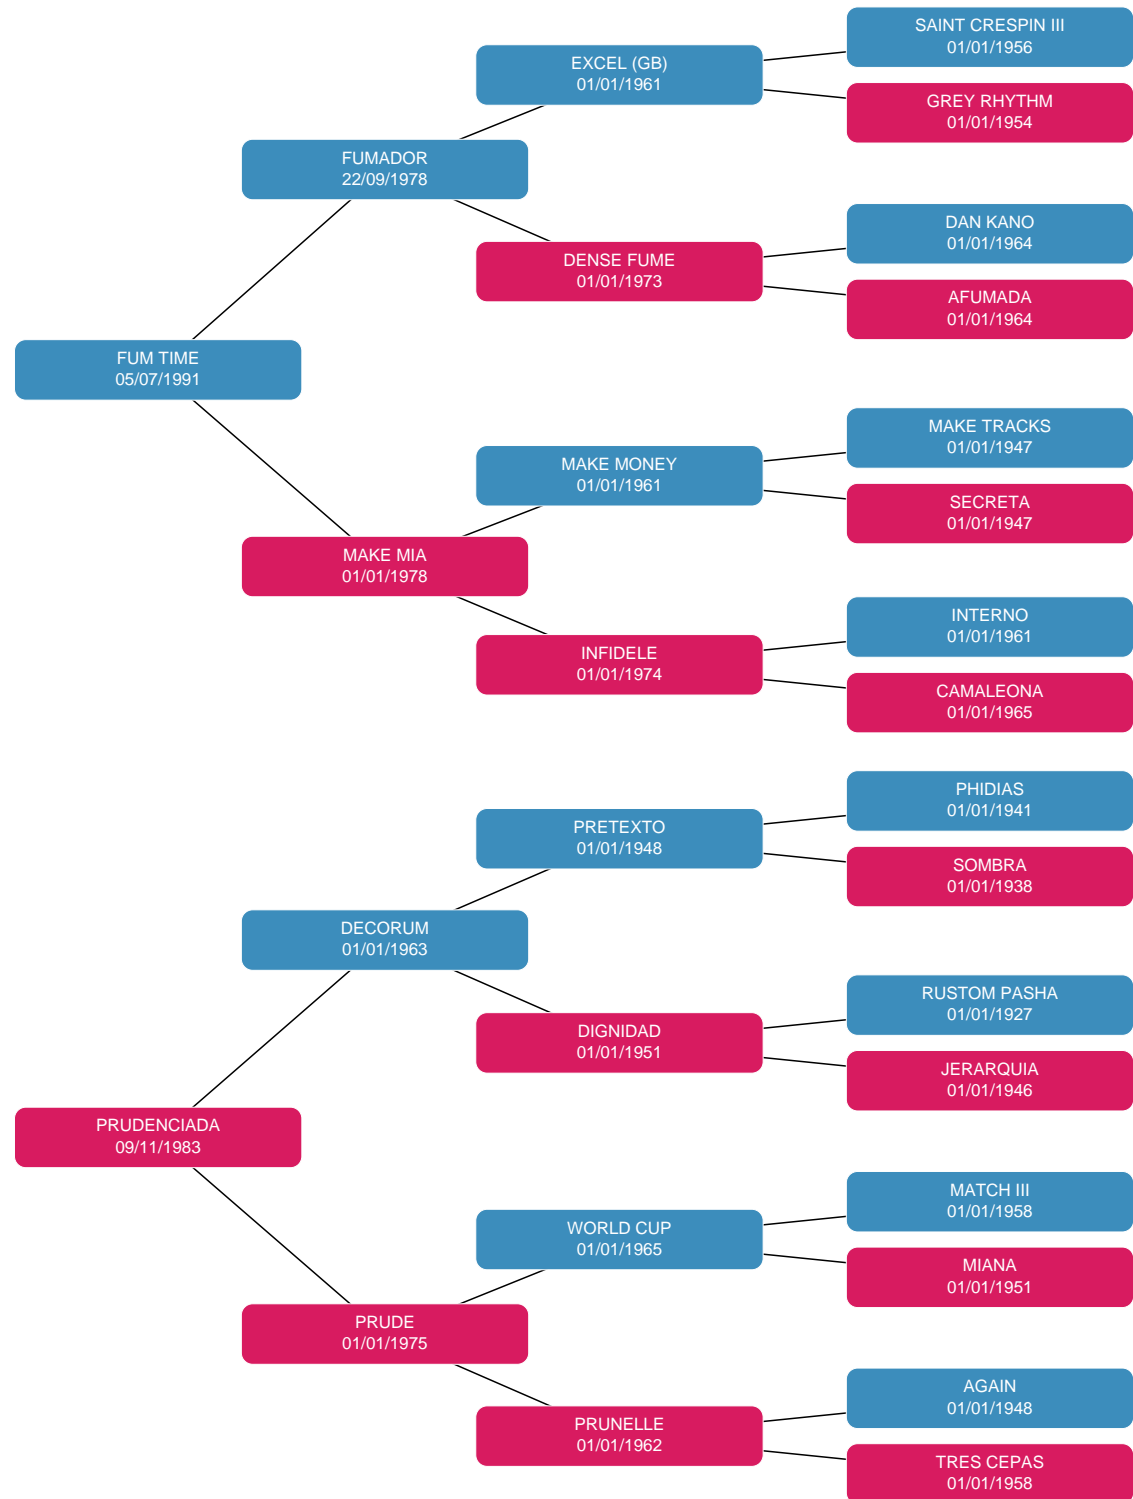 SAINT CRESPIN III
01/01/1956
EXCEL (GB)
01/01/1961
GREY RHYTHM
01/01/1954
FUMADOR
22/09/1978
DAN KANO
01/01/1964
DENSE FUME
01/01/1973
AFUMADA
01/01/1964
FUM TIME
05/07/1991
MAKE TRACKS
01/01/1947
MAKE MONEY
01/01/1961
SECRETA
01/01/1947
MAKE MIA
01/01/1978
INTERNO
01/01/1961
INFIDELE
01/01/1974
CAMALEONA
01/01/1965
PHIDIAS
01/01/1941
PRETEXTO
01/01/1948
SOMBRA
01/01/1938
DECORUM
01/01/1963
RUSTOM PASHA
01/01/1927
DIGNIDAD
01/01/1951
JERARQUIA
01/01/1946
PRUDENCIADA
09/11/1983
MATCH III
01/01/1958
WORLD CUP
01/01/1965
MIANA
01/01/1951
PRUDE
01/01/1975
AGAIN
01/01/1948
PRUNELLE
01/01/1962
TRES CEPAS
01/01/1958